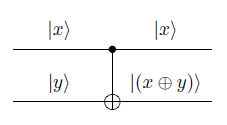 |x⟩ |x⟩
|y⟩ |(x ⊕ y)⟩